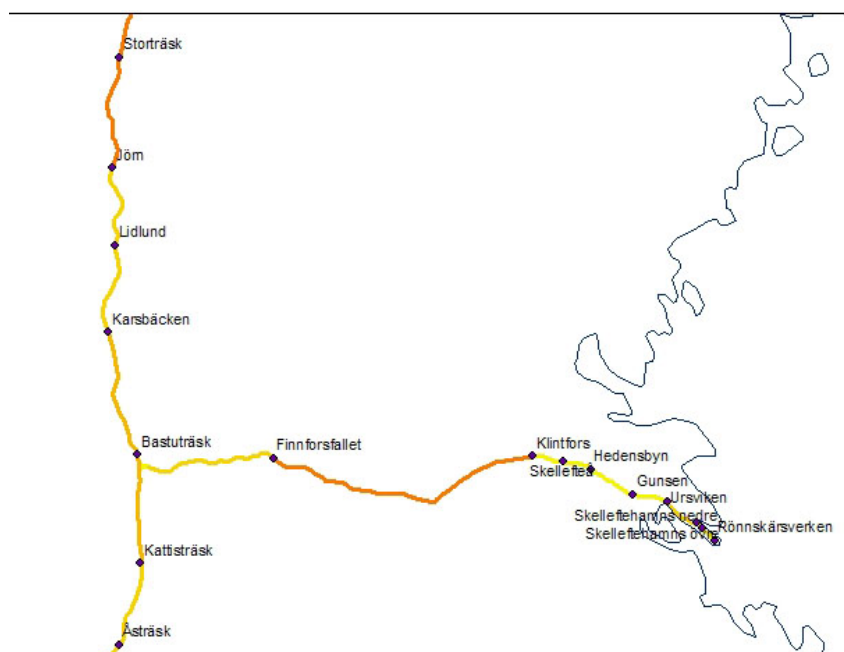 Storträsk
Jörn
Lidlund
Karsbäcken
Bastuträsk
Finnforsfallet
Klintfors
Skellefteå
Hedensbyn
Gunsen
Ursviken
Skelleftehamns nedre
Rönnskärsverken
Skelleftehamns övre
Kattisträsk
Åsträsk